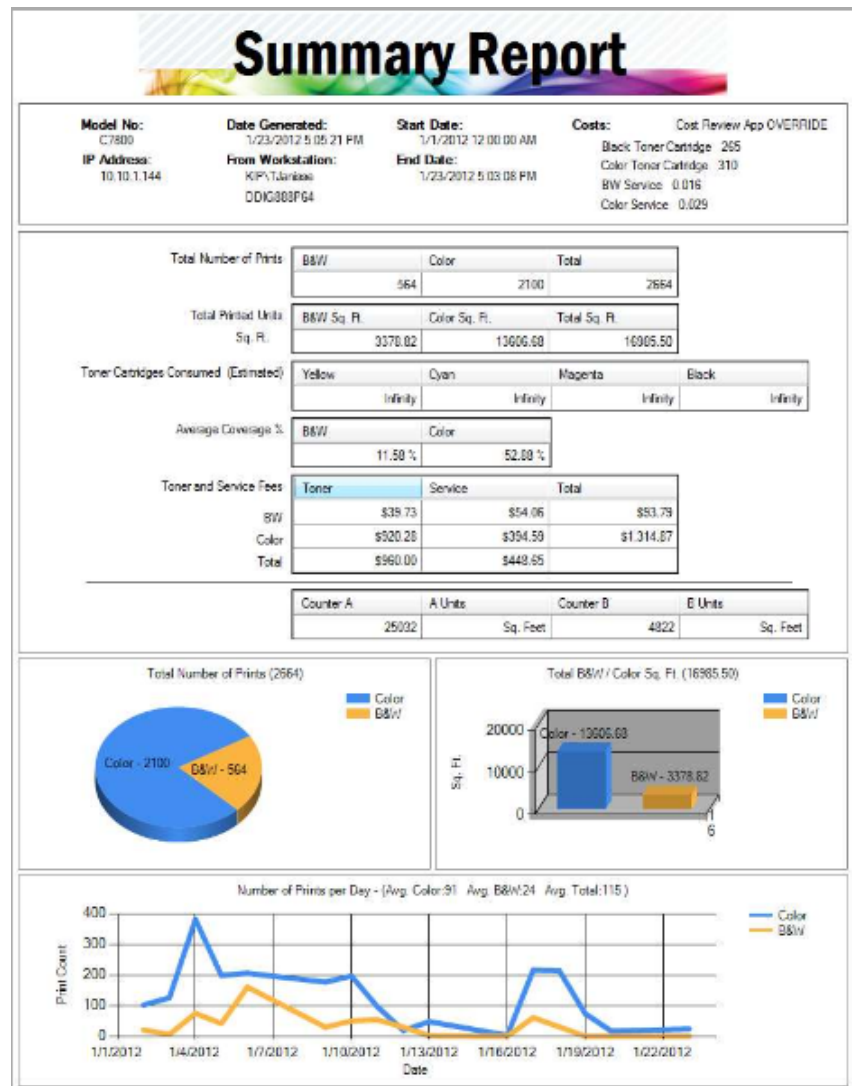 Summary Report
Model No: Date Generated: Start Date: Costs: Cost Review App OVERRIDE
C7800 1/23/2012 5:05:21 PM 1/1/2012 12:00:00 AM Black Toner Cartridge 265
IP Address: From Workstation: End Date: Color Toner Cartridge 310
10.10.1.144 KIP\TJanisse 1/23/2012 5:03:08 PM BW Service 0.016
Color Service 0.029
Total Number of Prints B&W Color Total
564 2100 2664
Total Printed Units B&W Sq. Ft. Color Sq. Ft. Total Sq. Ft.
Sq. Ft. 3378.82 13606.68 16985.50
Toner Cartridges Consumed (Estimated) Yellow Cyan Magenta Black
Infinity Infinity Infinity Infinity
Average Coverage % B&W Color
11.58 % 52.88 %
Toner and Service Fees Toner Service Total
BW $39.73 $54.06 $93.79
Color $920.28 $394.59 $1,314.87
Total $960.00 $448.65
Counter A A Units Counter B B Units
25032 Sq. Feet 4822 Sq. Feet
Total Number of Prints (2664)
Color
B&W
Color - 2100
B&W - 564
Total B&W / Color Sq. Ft. (16985.50)
Color
B&W
Sq. Ft.
20000
10000
0
Color - 13606.68
B&W - 3378.82
6
Number of Prints per Day - (Avg. Color:91 Avg. B&W:24 Avg. Total:115 )
Color
B&W
Print Count
400
300
200
100
0
1/1/2012 1/4/2012 1/7/2012 1/10/2012 1/13/2012 1/16/2012 1/19/2012 1/22/2012
Date